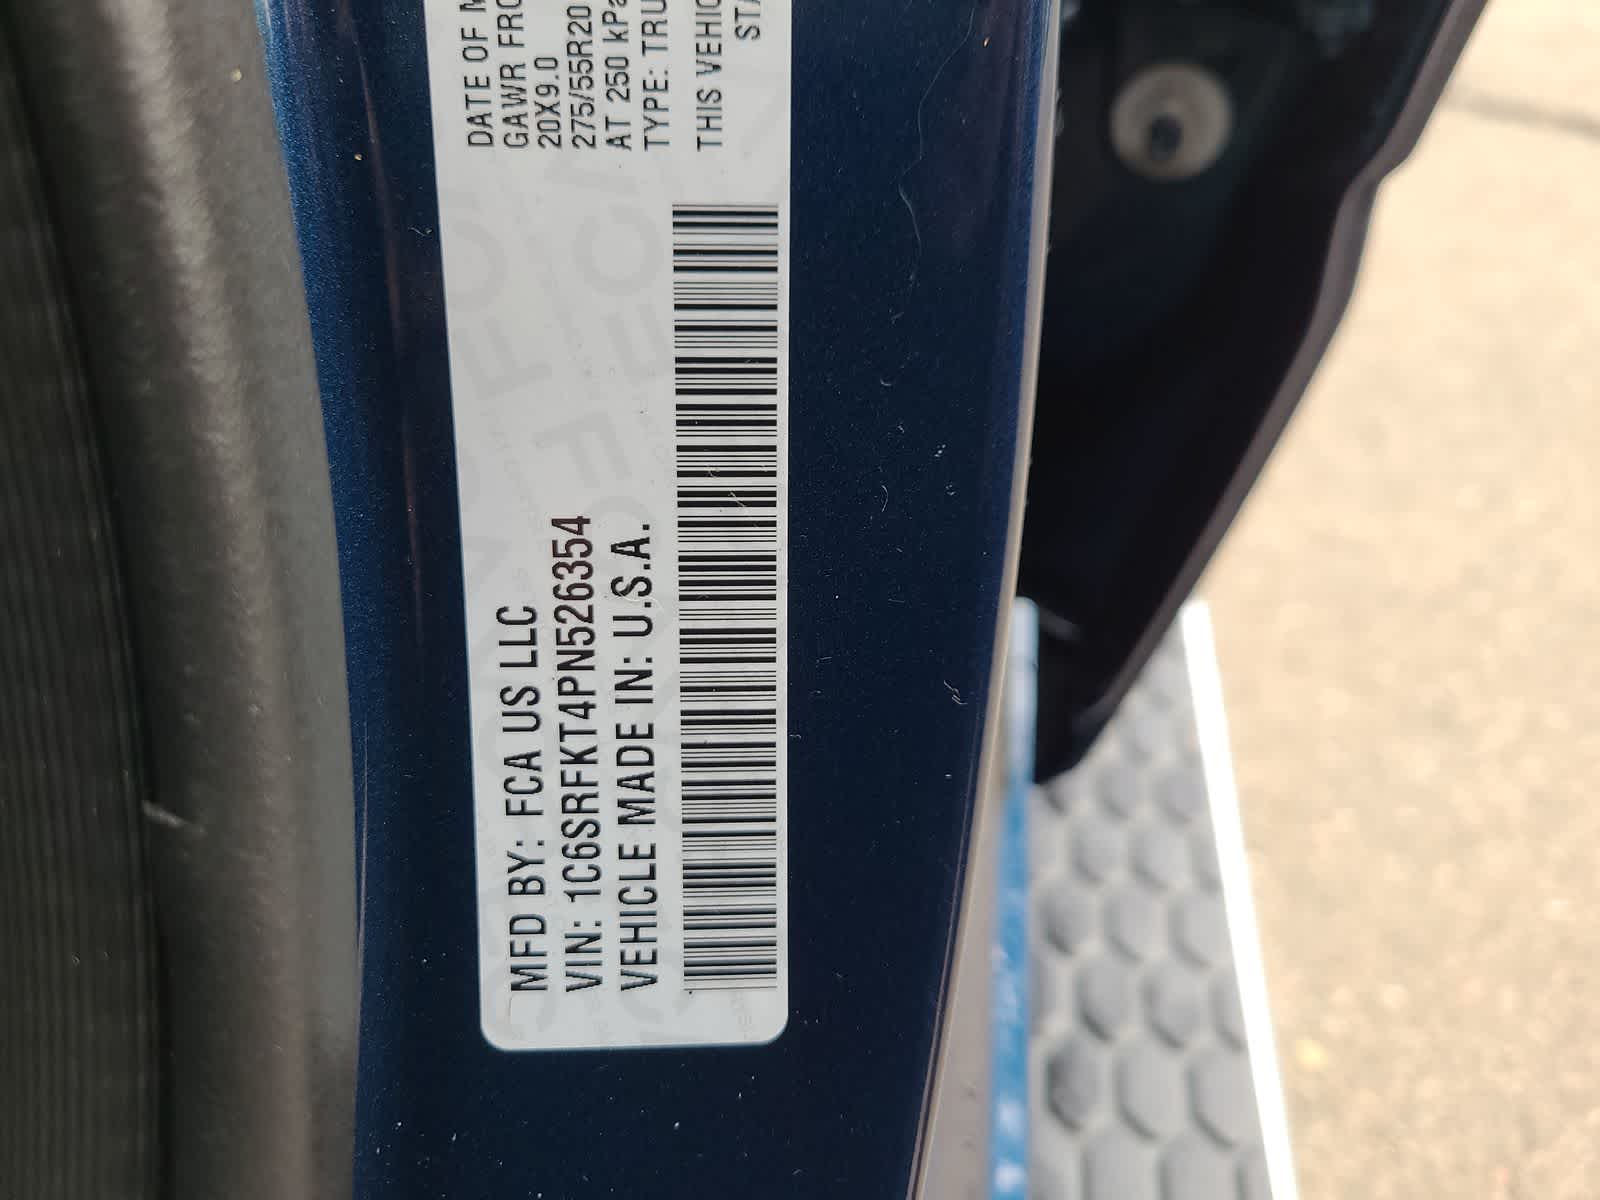 MFD BY: FCA US LLC
VIN: 1C6SRFKT4PN526354
VEHICLE MADE IN: U.S.A.
DATE OF M
GAWR FRO
20X9.0
275/55R20
AT 250 kPa
TYPE: TRU
THIS VEHIC
STA